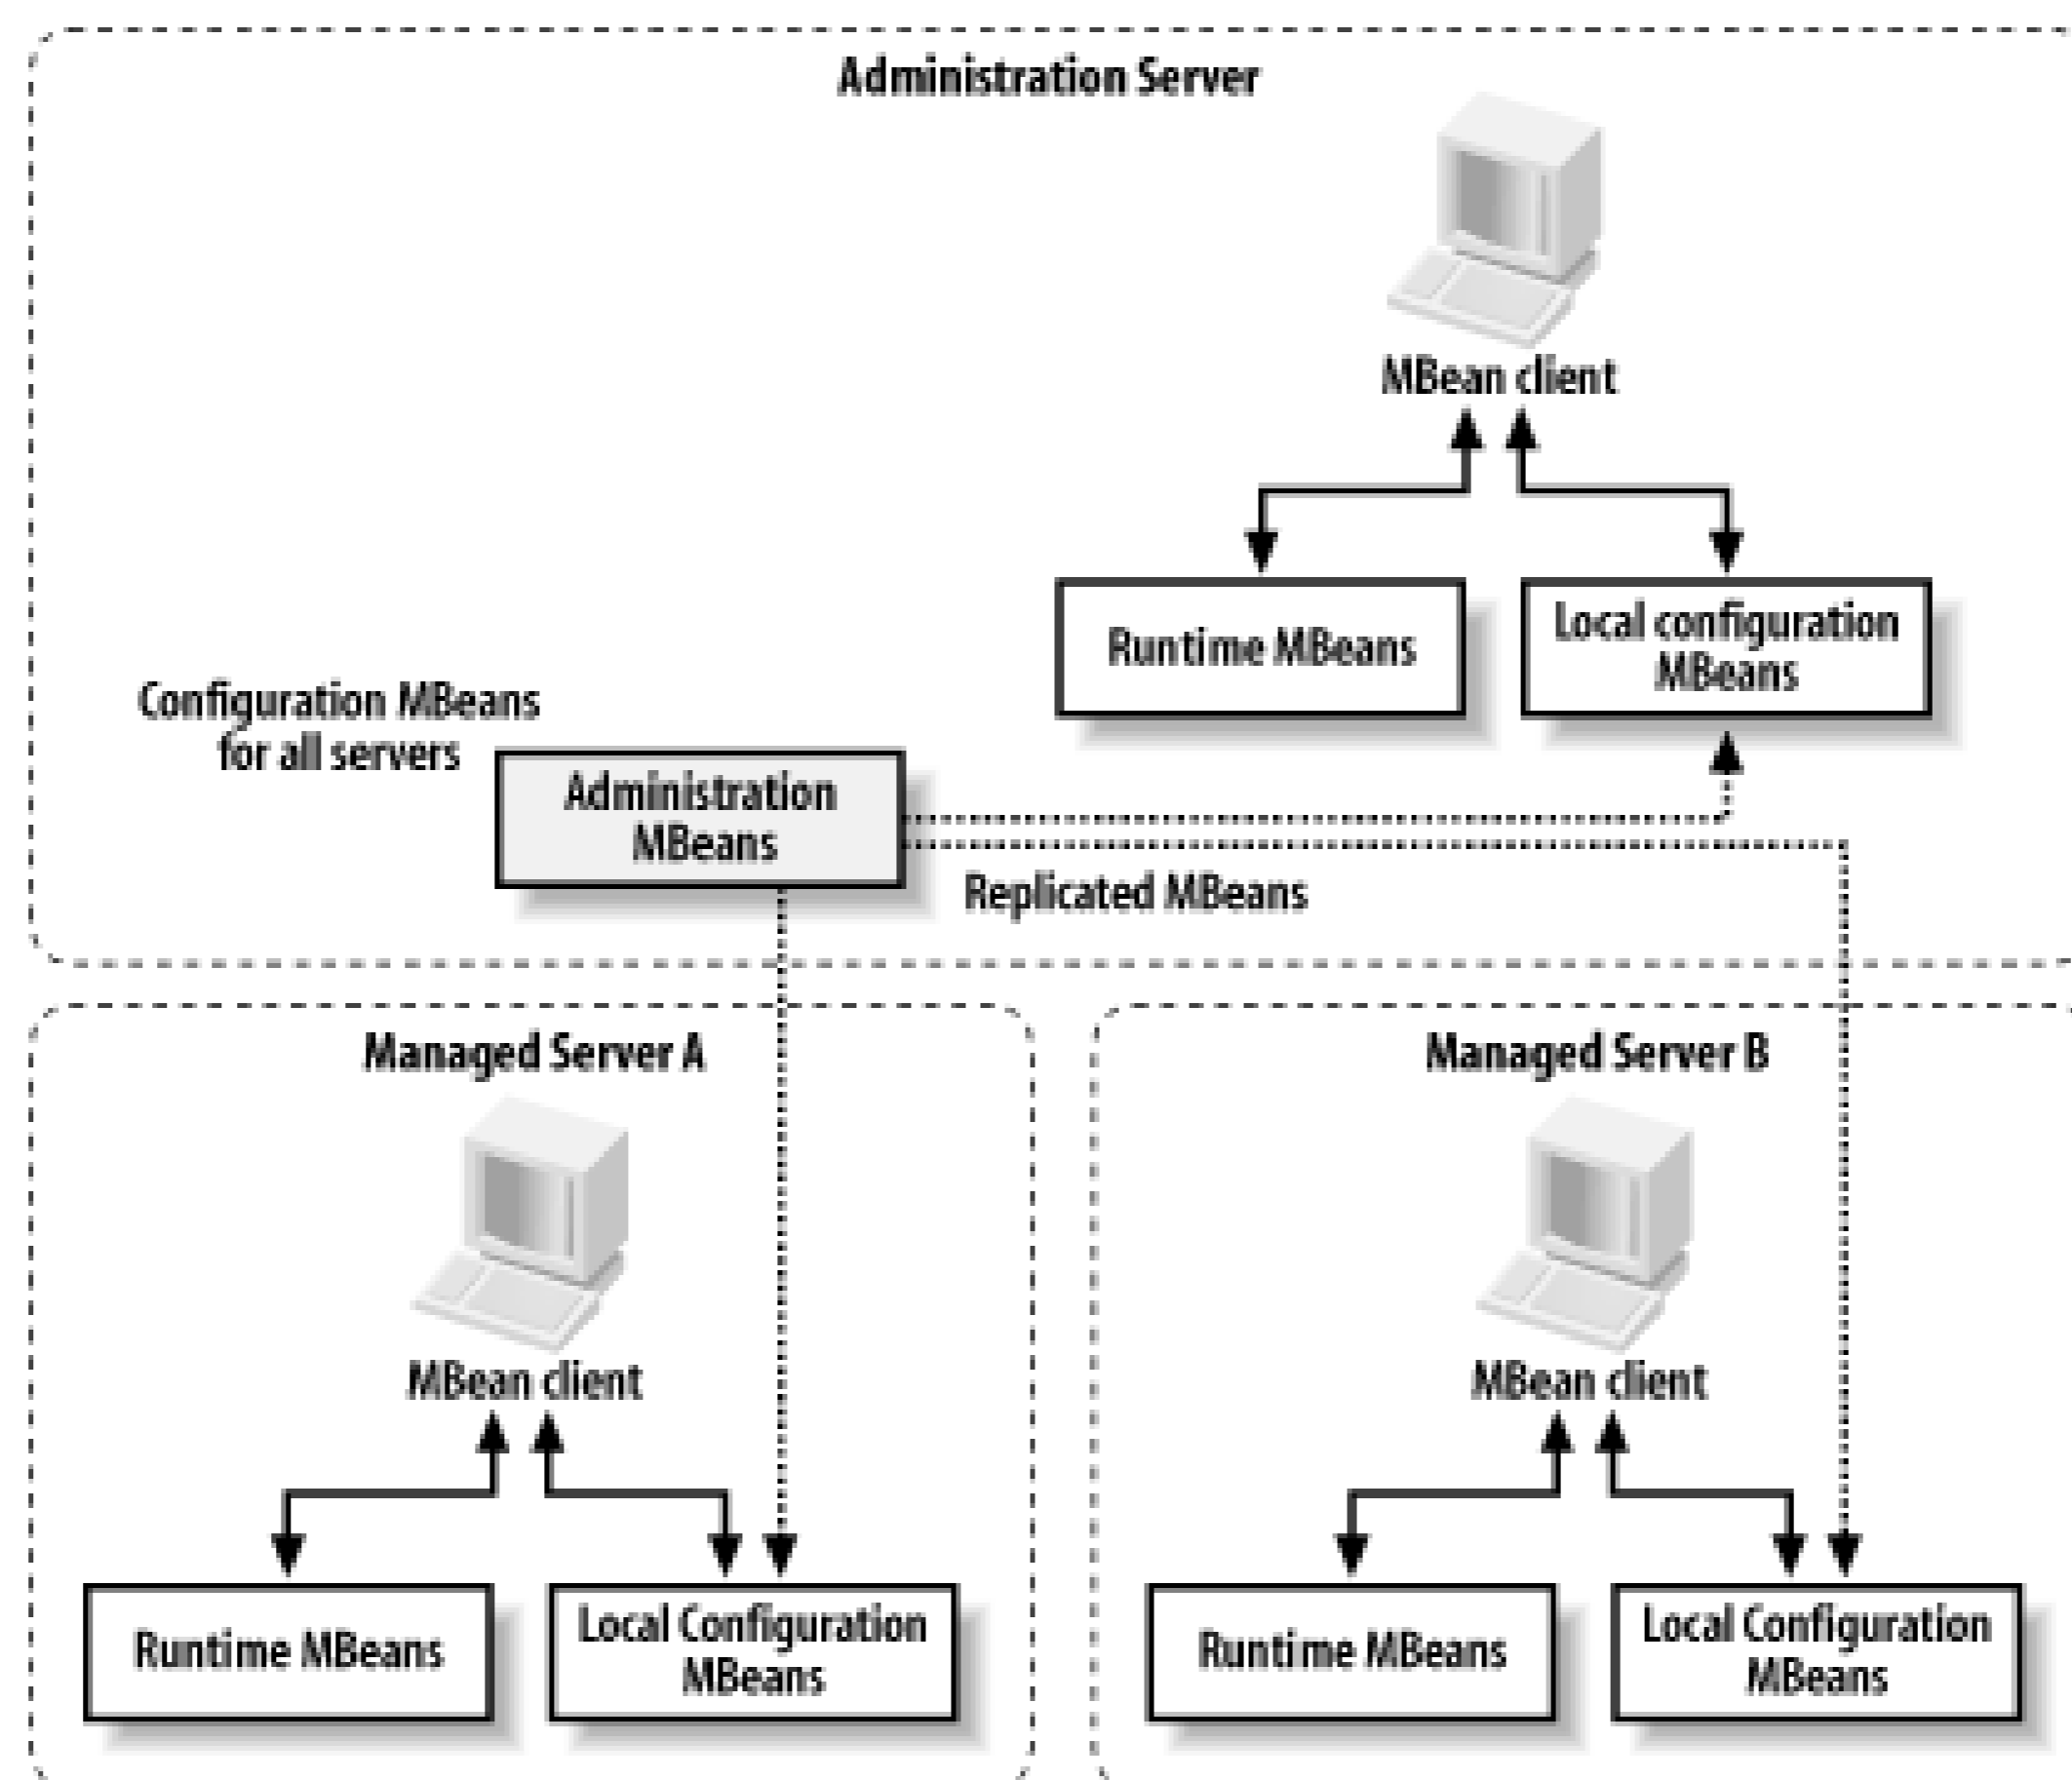 Administration Server
MBean client
Runtime MBeans
Local configuration
MBeans
Configuration MBeans
for all servers
Administration
MBeans
Replicated MBeans
Managed Server A
MBean client
Runtime MBeans
Local Configuration
MBeans
Managed Server B
MBean client
Runtime MBeans
Local Configuration
MBeans